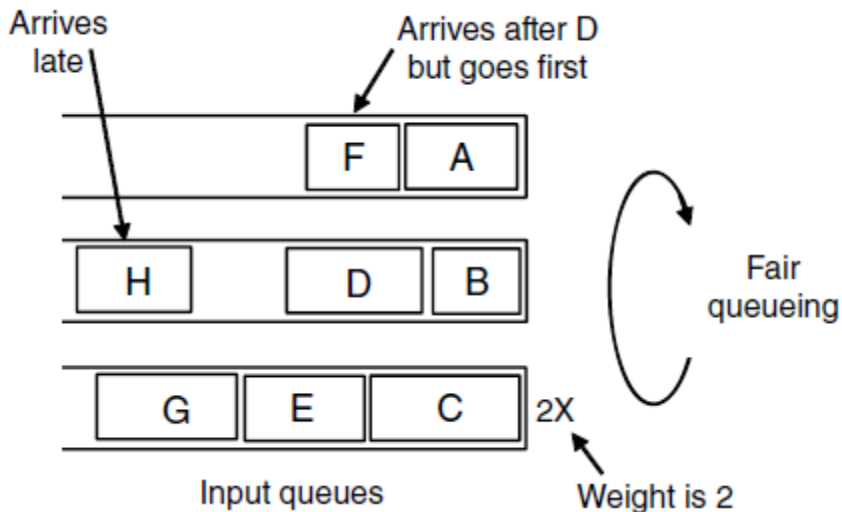 Arrives
late
Arrives after D
but goes first
F A
H D B
Fair
queueing
G E C 2X
Input queues
Weight is 2